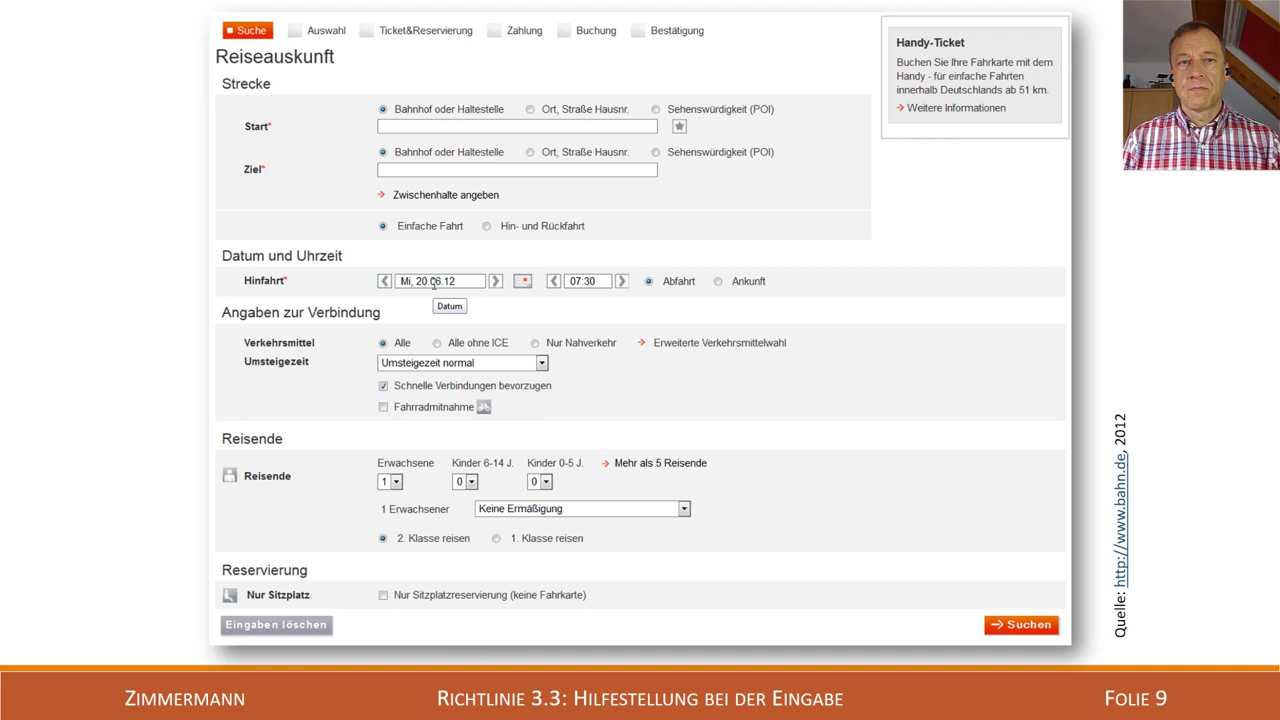 Suche Auswahl Ticket&Reservierung Zahlung Buchung Bestätigung
Reiseauskunft
Strecke
Bahnhof oder Haltestelle Ort, Straße Hausnr. Sehenswürdigkeit (POI)
Start*
Bahnhof oder Haltestelle Ort, Straße Hausnr. Sehenswürdigkeit (POI)
Ziel*
Zwischenhalte angeben
Einfache Fahrt Hin- und Rückfahrt
Datum und Uhrzeit
Hinfahrt* Mi, 20.06.12 07:30 Abfahrt Ankunft
Datum
Angaben zur Verbindung
Verkehrsmittel Alle Alle ohne ICE Nur Nahverkehr Erweiterte Verkehrsmittelwahl
Umsteigezeit Umsteigezeit normal
Schnelle Verbindungen bevorzugen
Fahrradmitnahme
Reisende
Erwachsene Kinder 6-14 J. Kinder 0-5 J. Mehr als 5 Reisende
Reisende 1 0 0
1 Erwachsener Keine Ermäßigung
2. Klasse reisen 1. Klasse reisen
Reservierung
Nur Sitzplatz Nur Sitzplatzreservierung (keine Fahrkarte)
Eingaben löschen Suchen
Handy-Ticket
Buchen Sie Ihre Fahrkarte mit dem
Handy - für einfache Fahrten
innerhalb Deutschlands ab 51 km.
Weitere Informationen
Quelle: http://www.bahn.de, 2012
ZIMMERMANN RICHTLINIE 3.3: HILFESTELLUNG BEI DER EINGABE FOLIE 9